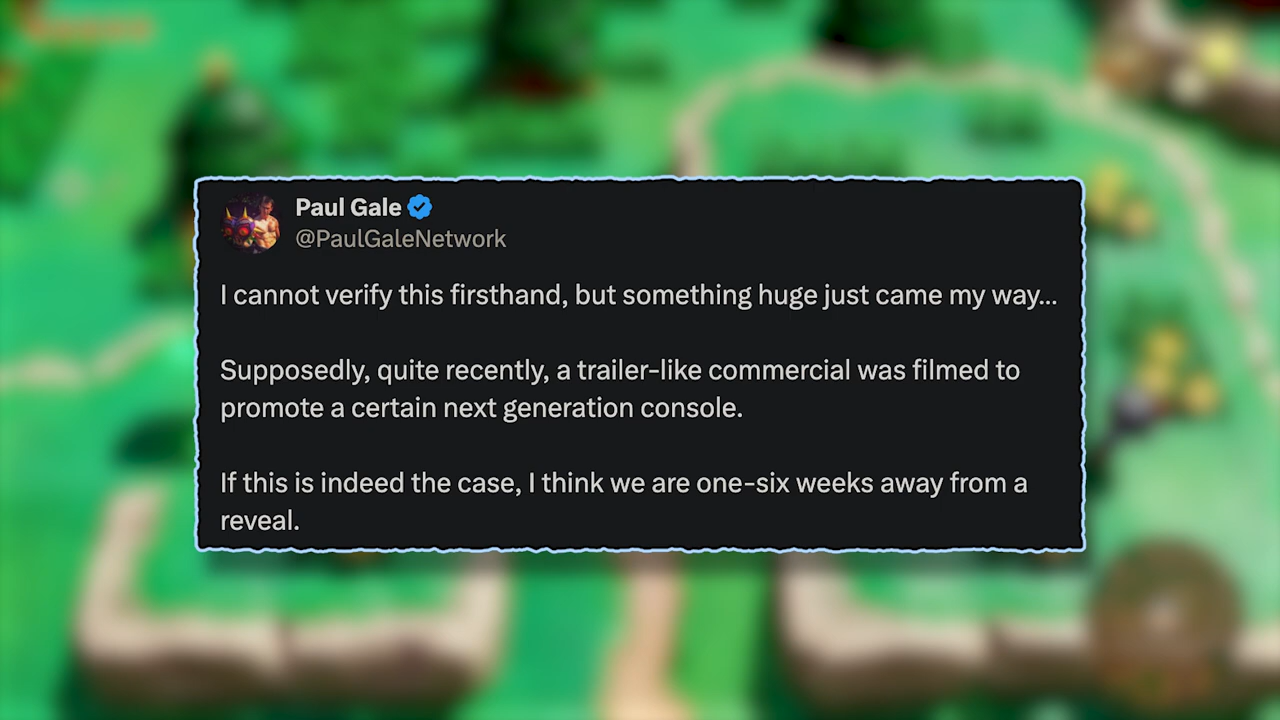 Paul Gale
@PaulGaleNetwork
I cannot verify this firsthand, but something huge just came my way...
Supposedly, quite recently, a trailer-like commercial was filmed to
promote a certain next generation console.
If this is indeed the case, I think we are one-six weeks away from a
reveal.